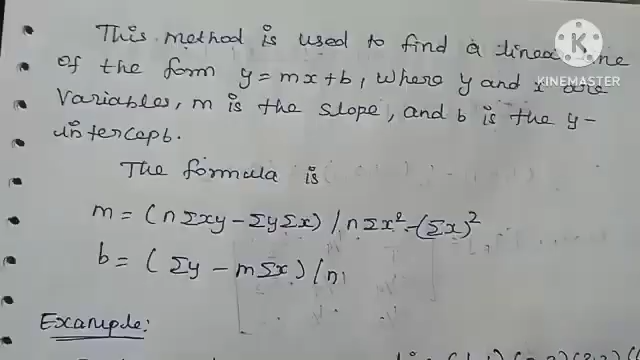 This method is used to find a linear line
of the form y = mx + b, where y and x are
variables, m is the slope, and b is the y-
intercept.
The formula is
m = (nΣxy - ΣyΣx) / nΣx² - (Σx)²
b = (Σy - mΣx) / n
Example:
KINEMASTER